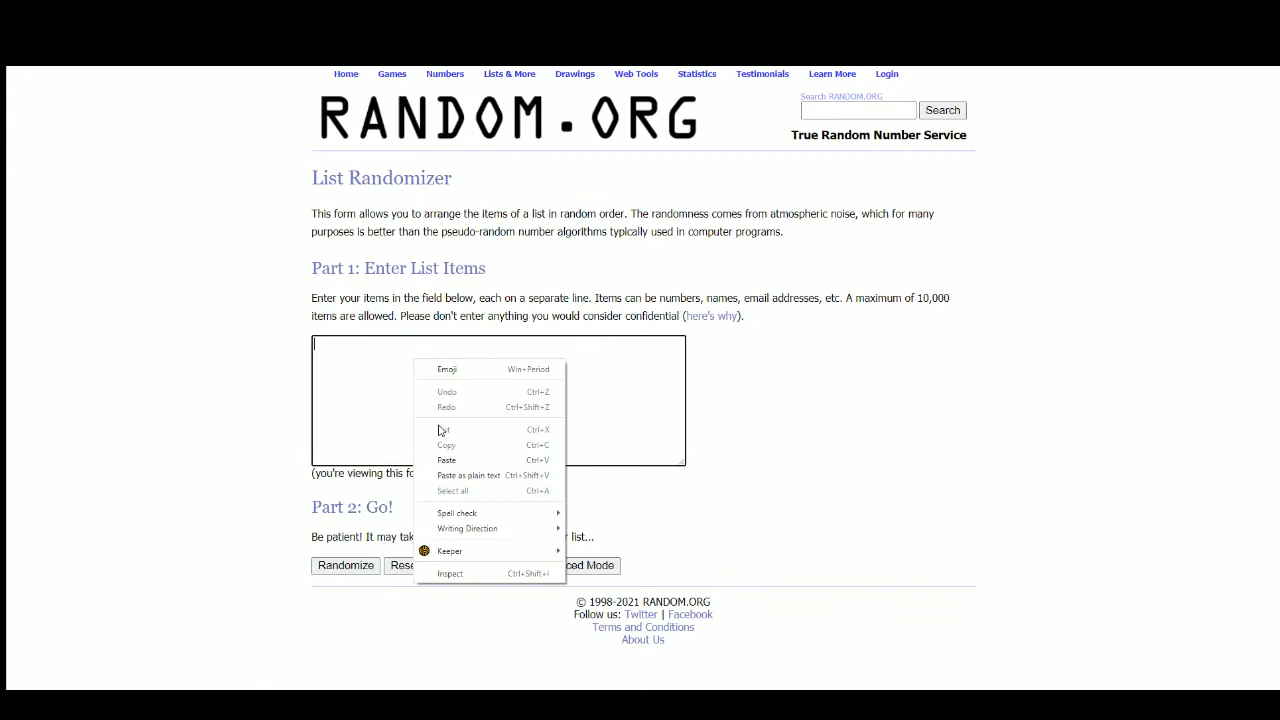 Home Games Numbers Lists & More Drawings Web Tools Statistics Testimonials Learn More Login
RANDOM.ORG
Search RANDOM.ORG
Search
True Random Number Service
List Randomizer
This form allows you to arrange the items of a list in random order. The randomness comes from atmospheric noise, which for many
purposes is better than the pseudo-random number algorithms typically used in computer programs.
Part 1: Enter List Items
Enter your items in the field below, each on a separate line. Items can be numbers, names, email addresses, etc. A maximum of 10,000
items are allowed. Please don't enter anything you would consider confidential (here's why).
Emoji Win+Period
Undo Ctrl+Z
Redo Ctrl+Shift+Z
Ctrl+X
Copy Ctrl+C
Paste Ctrl+V
Paste as plain text Ctrl+Shift+V
Select all Ctrl+A
Spell check
Writing Direction
Keeper
Inspect Ctrl+Shift+I
(you're viewing this
Part 2: Go!
Be patient! It may list...
Randomize Mode
© 1998-2021 RANDOM.ORG
Follow us: Twitter | Facebook
Terms and Conditions
About Us